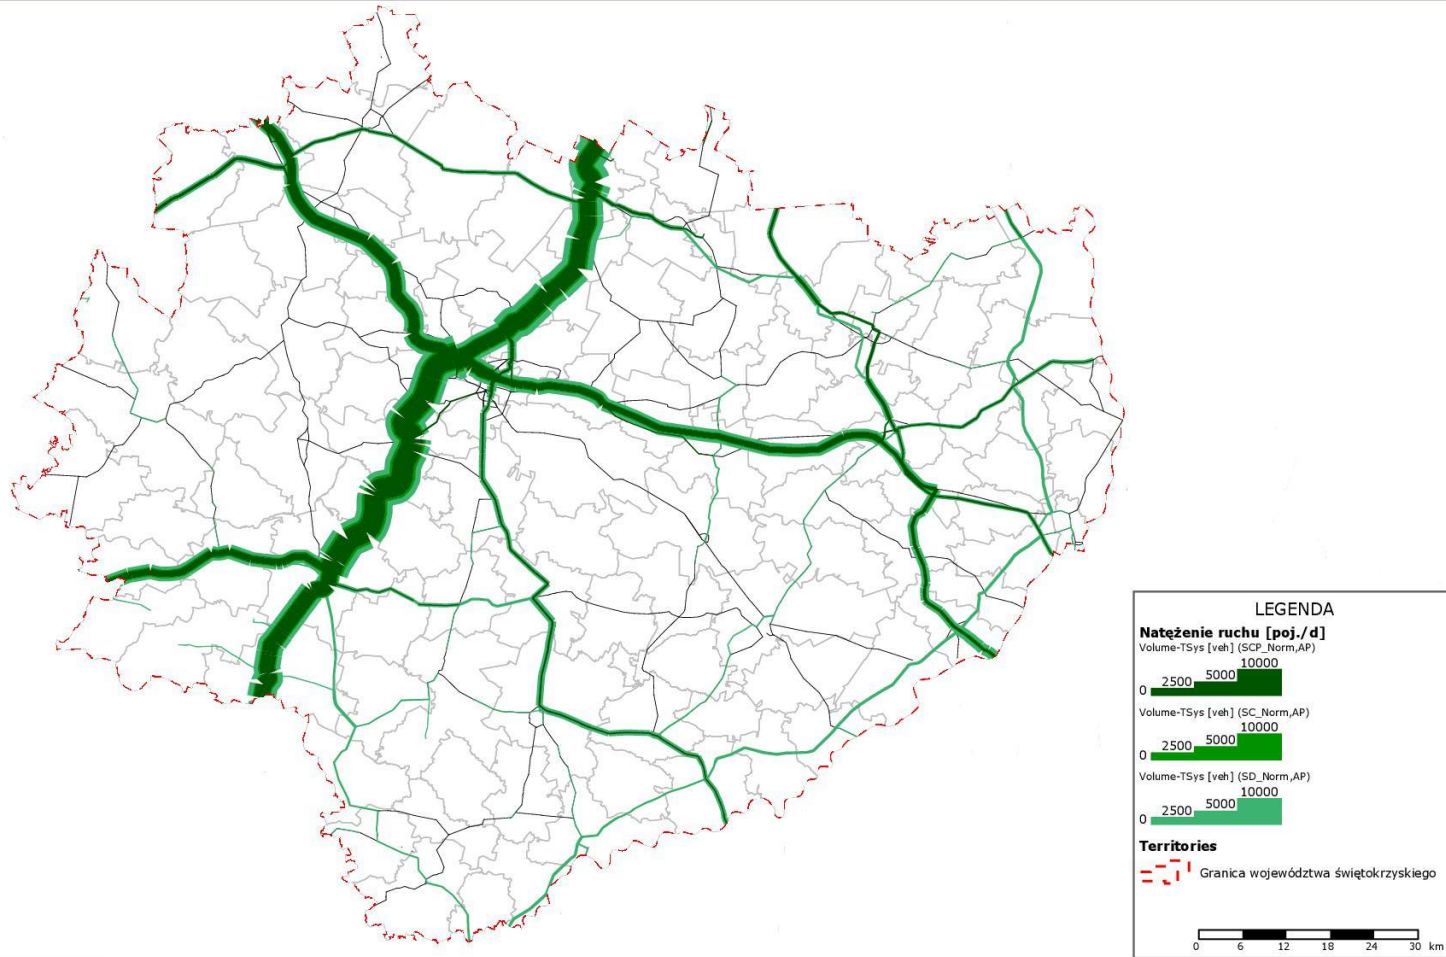 LEGENDA
Natężenie ruchu [poj./d]
Volume-TSys [veh] (SCP_Norm,AP)
0 2500 5000 10000
Volume-TSys [veh] (SC_Norm,AP)
0 2500 5000 10000
Volume-TSys [veh] (SD_Norm,AP)
0 2500 5000 10000
Territories
Granica województwa świętokrzyskiego
0 6 12 18 24 30 km